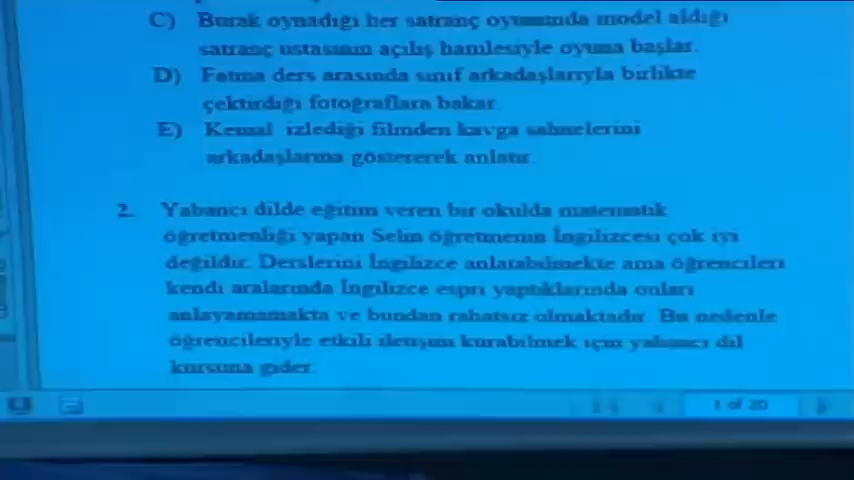 C) Burak oynadığı her satranç oyununda model aldığı
satranç ustasının açılış hamlesiyle oyuna başlar.
D) Fatma ders arasında sınıf arkadaşlarıyla birlikte
çektirdiği fotoğraflara bakar.
E) Kemal izlediği filmden kavga sahnelerini
arkadaşlarına göstererek anlatır.
2. Yabancı dilde eğitim veren bir okulda matematik
öğretmenliği yapan Selin öğretmenin İngilizcesi çok iyi
değildir. Derslerini İngilizce anlatabilmekte ama öğrencileri
kendi aralarında İngilizce espri yaptıklarında onları
anlayamamakta ve bundan rahatsız olmaktadır. Bu nedenle
öğrencileriyle etkili iletişim kurabilmek için yabancı dil
kursuna gider.
1 of 20